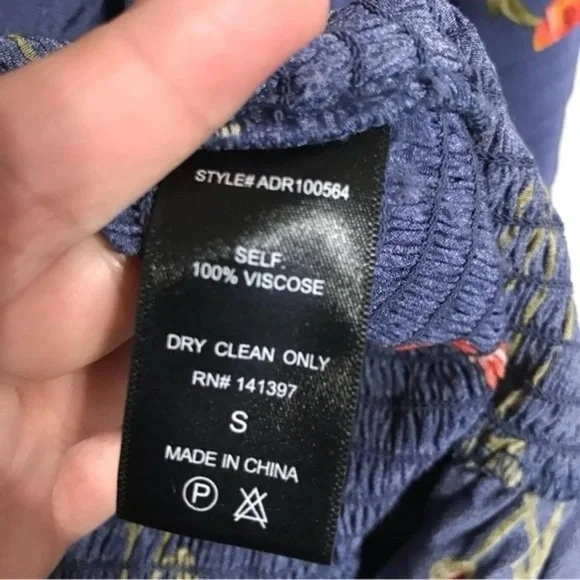 STYLE# ADR100564
SELF
100% VISCOSE
DRY CLEAN ONLY
RN# 141397
S
MADE IN CHINA
P